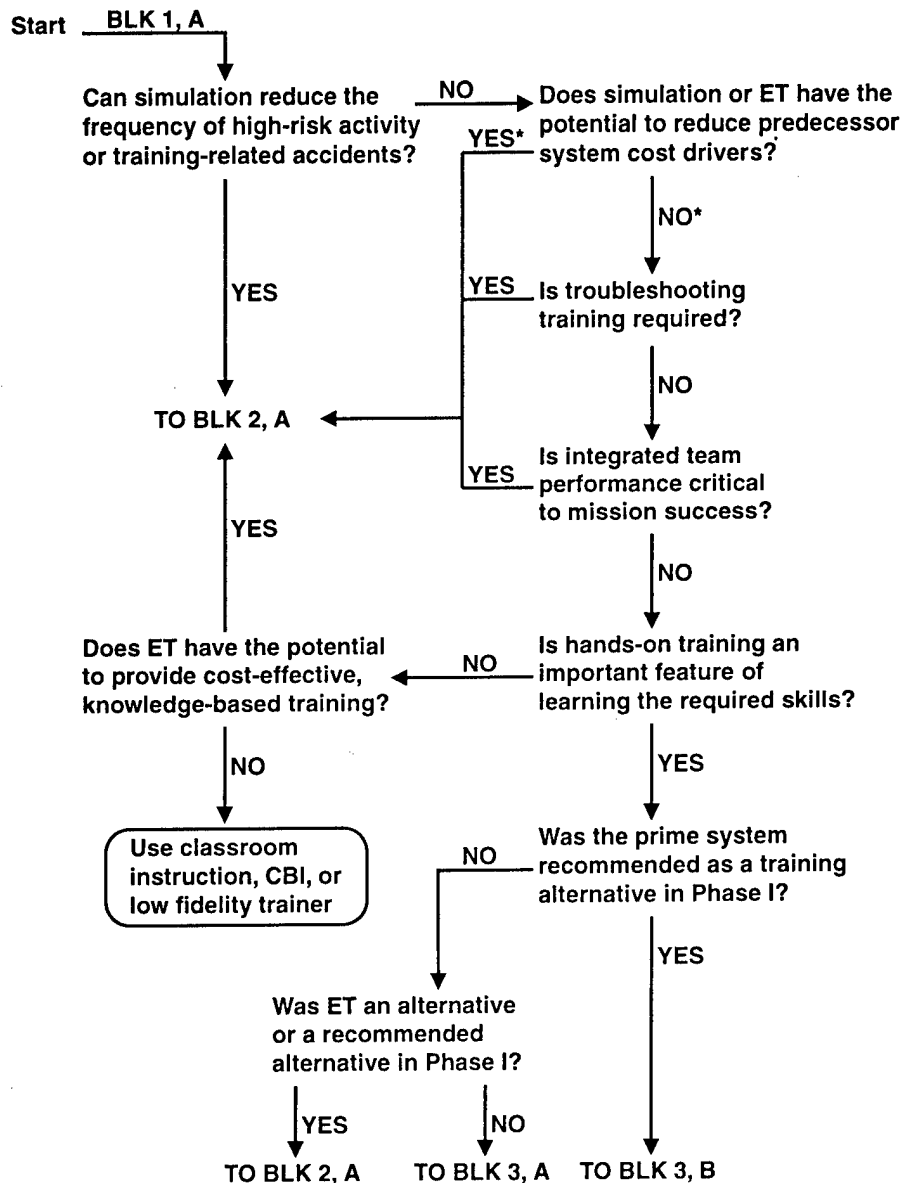 Start
BLK 1, A
Can simulation reduce the
frequency of high-risk activity
or training-related accidents?
NO
Does simulation or ET have the
potential to reduce predecessor
system cost drivers?
YES*
NO*
YES
Is troubleshooting
training required?
YES
NO
TO BLK 2, A
Is integrated team
performance critical
to mission success?
YES
YES
NO
Does ET have the potential
to provide cost-effective,
knowledge-based training?
NO
Is hands-on training an
important feature of
learning the required skills?
NO
YES
Use classroom
instruction, CBI, or
low fidelity trainer
Was the prime system
recommended as a training
alternative in Phase I?
NO
YES
Was ET an alternative
or a recommended
alternative in Phase I?
YES
NO
TO BLK 2, A
TO BLK 3, A
TO BLK 3, B